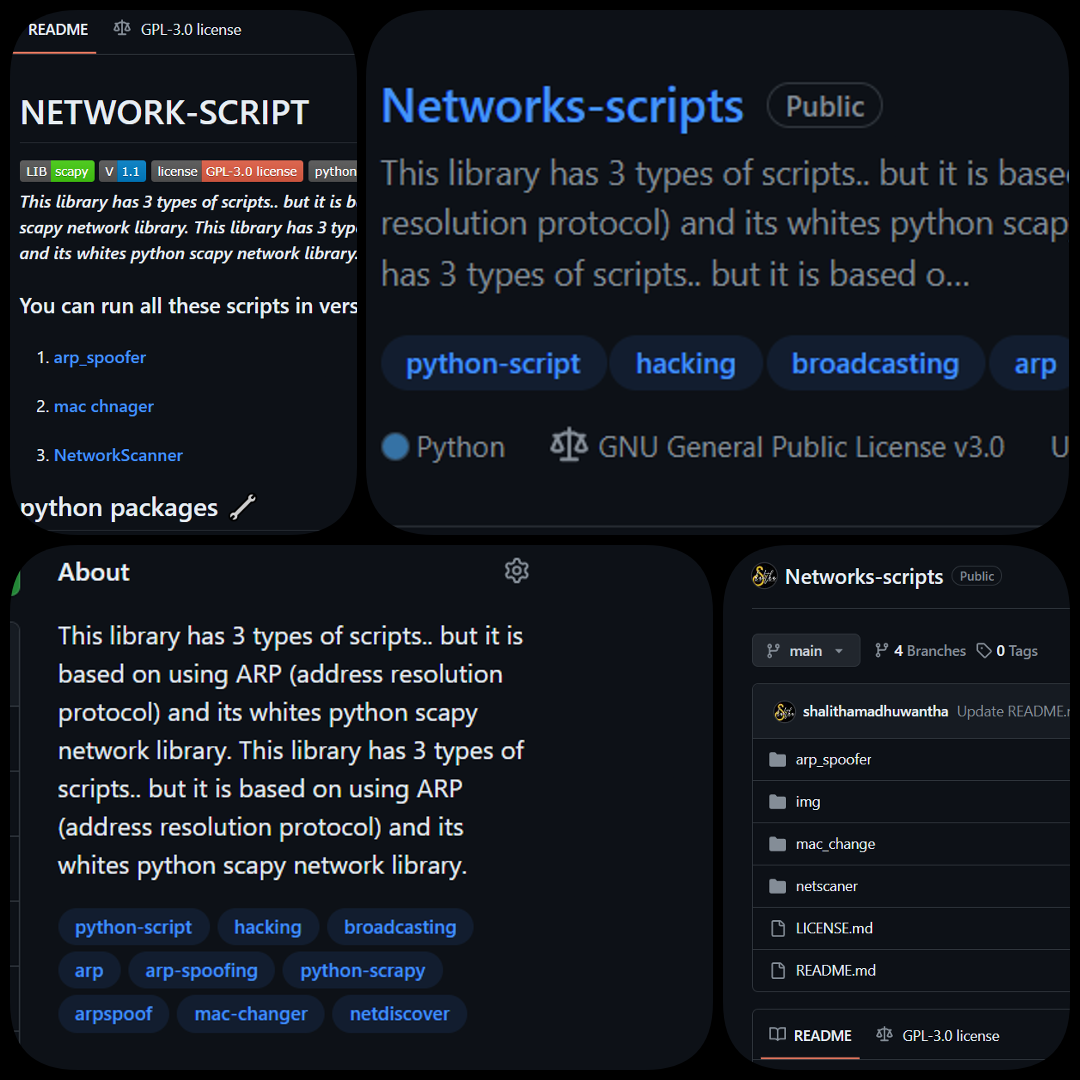 README GPL-3.0 license
NETWORK-SCRIPT
LIB scapy V 1.1 license GPL-3.0 license python
This library has 3 types of scripts.. but it is b
scapy network library. This library has 3 typ
and its whites python scapy network library.
You can run all these scripts in vers
1. arp_spoofer
2. mac chnager
3. NetworkScanner
python packages
Networks-scripts Public
This library has 3 types of scripts.. but it is base
resolution protocol) and its whites python scap
has 3 types of scripts.. but it is based o...
python-script hacking broadcasting arp
Python GNU General Public License v3.0 U
About
This library has 3 types of scripts.. but it is
based on using ARP (address resolution
protocol) and its whites python scapy
network library. This library has 3 types of
scripts.. but it is based on using ARP
(address resolution protocol) and its
whites python scapy network library.
python-script hacking broadcasting
arp arp-spoofing python-scrapy
arpspoof mac-changer netdiscover
Networks-scripts Public
main 4 Branches 0 Tags
shalithamadhuwantha Update README.r
arp_spoofer
img
mac_change
netscaner
LICENSE.md
README.md
README GPL-3.0 license